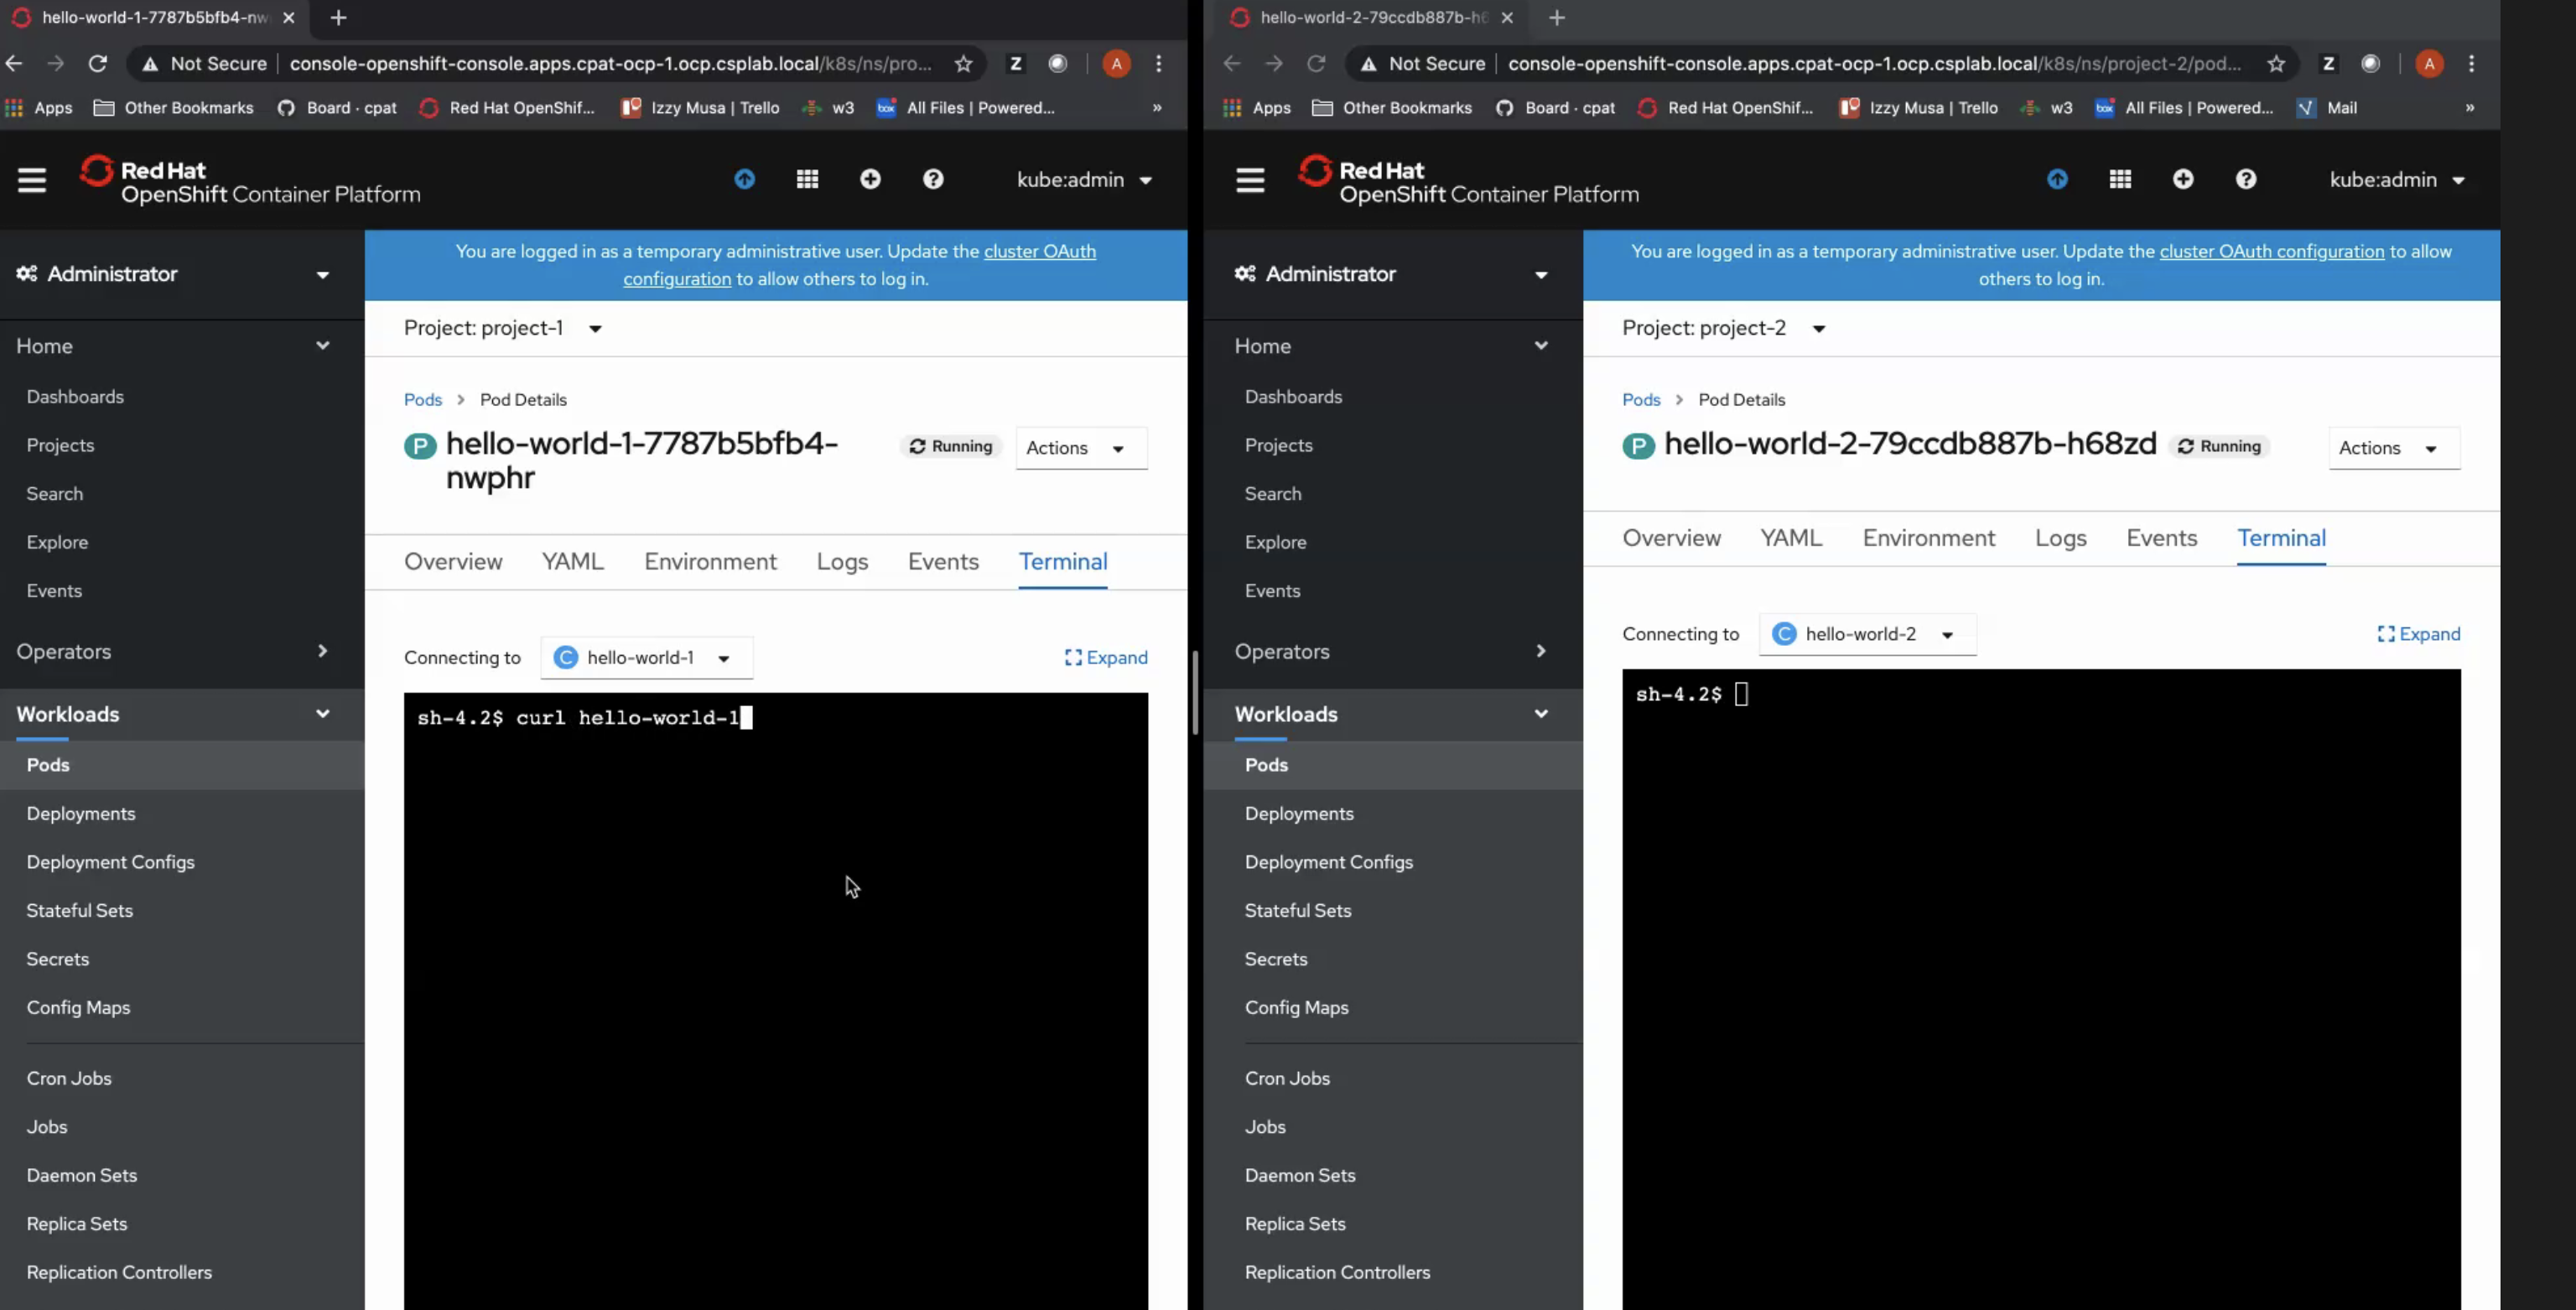 hello-world-1-7787b5bfb4-nw
Not Secure console-openshift-console.apps.cpat-ocp-1.ocp.csplab.local/k8s/ns/pro... Z A
Apps Other Bookmarks Board · cpat Red Hat OpenShif... Izzy Musa | Trello w3 box All Files | Powered... »
Red Hat
OpenShift Container Platform
kube:admin
Administrator
You are logged in as a temporary administrative user. Update the cluster OAuth
configuration to allow others to log in.
Home
Dashboards
Projects
Search
Explore
Events
Operators
Workloads
Pods
Deployments
Deployment Configs
Stateful Sets
Secrets
Config Maps
Cron Jobs
Jobs
Daemon Sets
Replica Sets
Replication Controllers
Project: project-1
Pods > Pod Details
P hello-world-1-7787b5bfb4-
nwphr
Running
Actions
Overview YAML Environment Logs Events Terminal
Connecting to C hello-world-1 Expand
sh-4.2$ curl hello-world-1
hello-world-2-79ccdb887b-h6
Not Secure console-openshift-console.apps.cpat-ocp-1.ocp.csplab.local/k8s/ns/project-2/pod... Z A
Apps Other Bookmarks Board · cpat Red Hat OpenShif... Izzy Musa | Trello w3 box All Files | Powered... Mail »
Red Hat
OpenShift Container Platform
kube:admin
Administrator
You are logged in as a temporary administrative user. Update the cluster OAuth configuration to allow
others to log in.
Home
Dashboards
Projects
Search
Explore
Events
Operators
Workloads
Pods
Deployments
Deployment Configs
Stateful Sets
Secrets
Config Maps
Cron Jobs
Jobs
Daemon Sets
Replica Sets
Replication Controllers
Project: project-2
Pods > Pod Details
P hello-world-2-79ccdb887b-h68zd Running
Actions
Overview YAML Environment Logs Events Terminal
Connecting to C hello-world-2 Expand
sh-4.2$